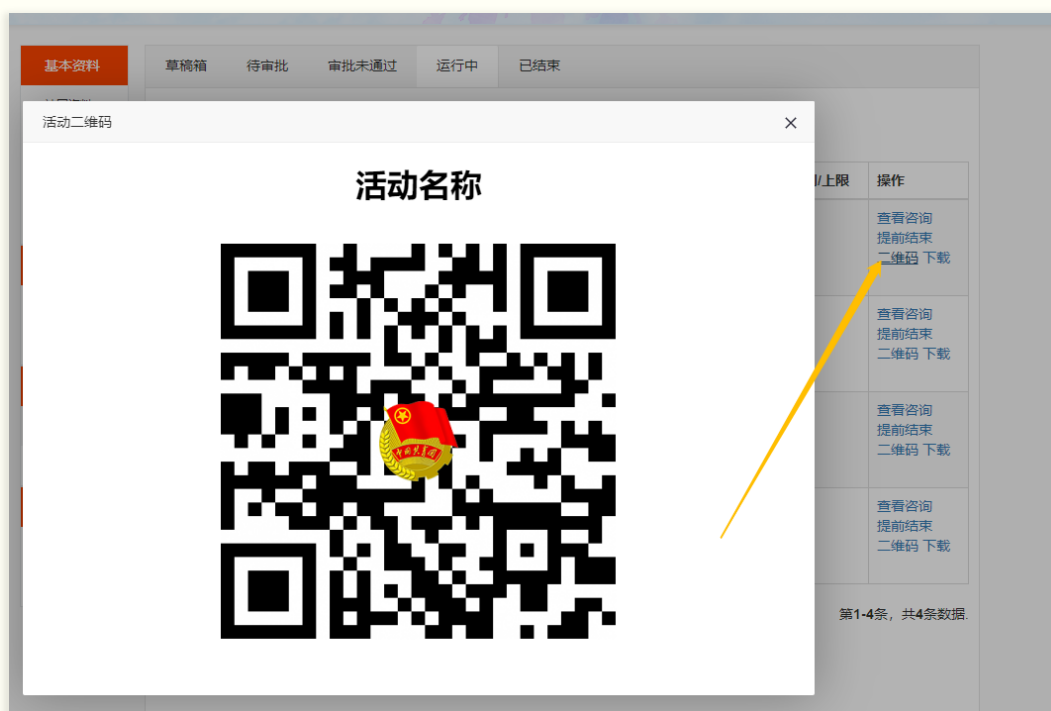 基本资料
草稿箱 待审批 审批未通过 运行中 已结束
活动二维码
活动名称
/上限 操作
查看咨询
提前结束
二维码 下载
查看咨询
提前结束
二维码 下载
查看咨询
提前结束
二维码 下载
查看咨询
提前结束
二维码 下载
中国共青团
第1-4条，共4条数据.